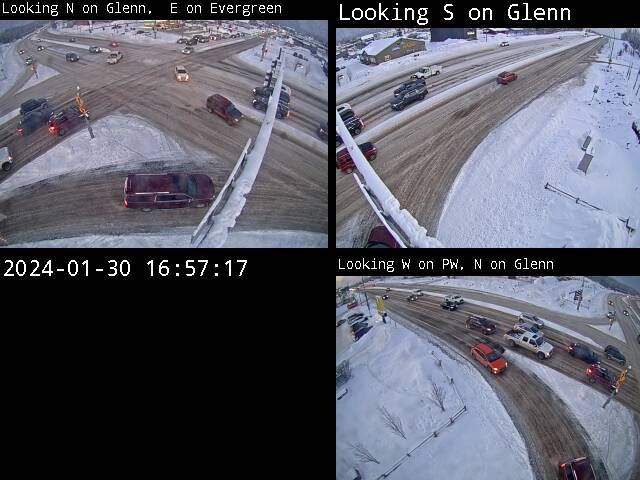 Looking N on Glenn,  E on Evergreen
Looking S on Glenn
2024-01-30 16:57:17
Looking W on PW, N on Glenn